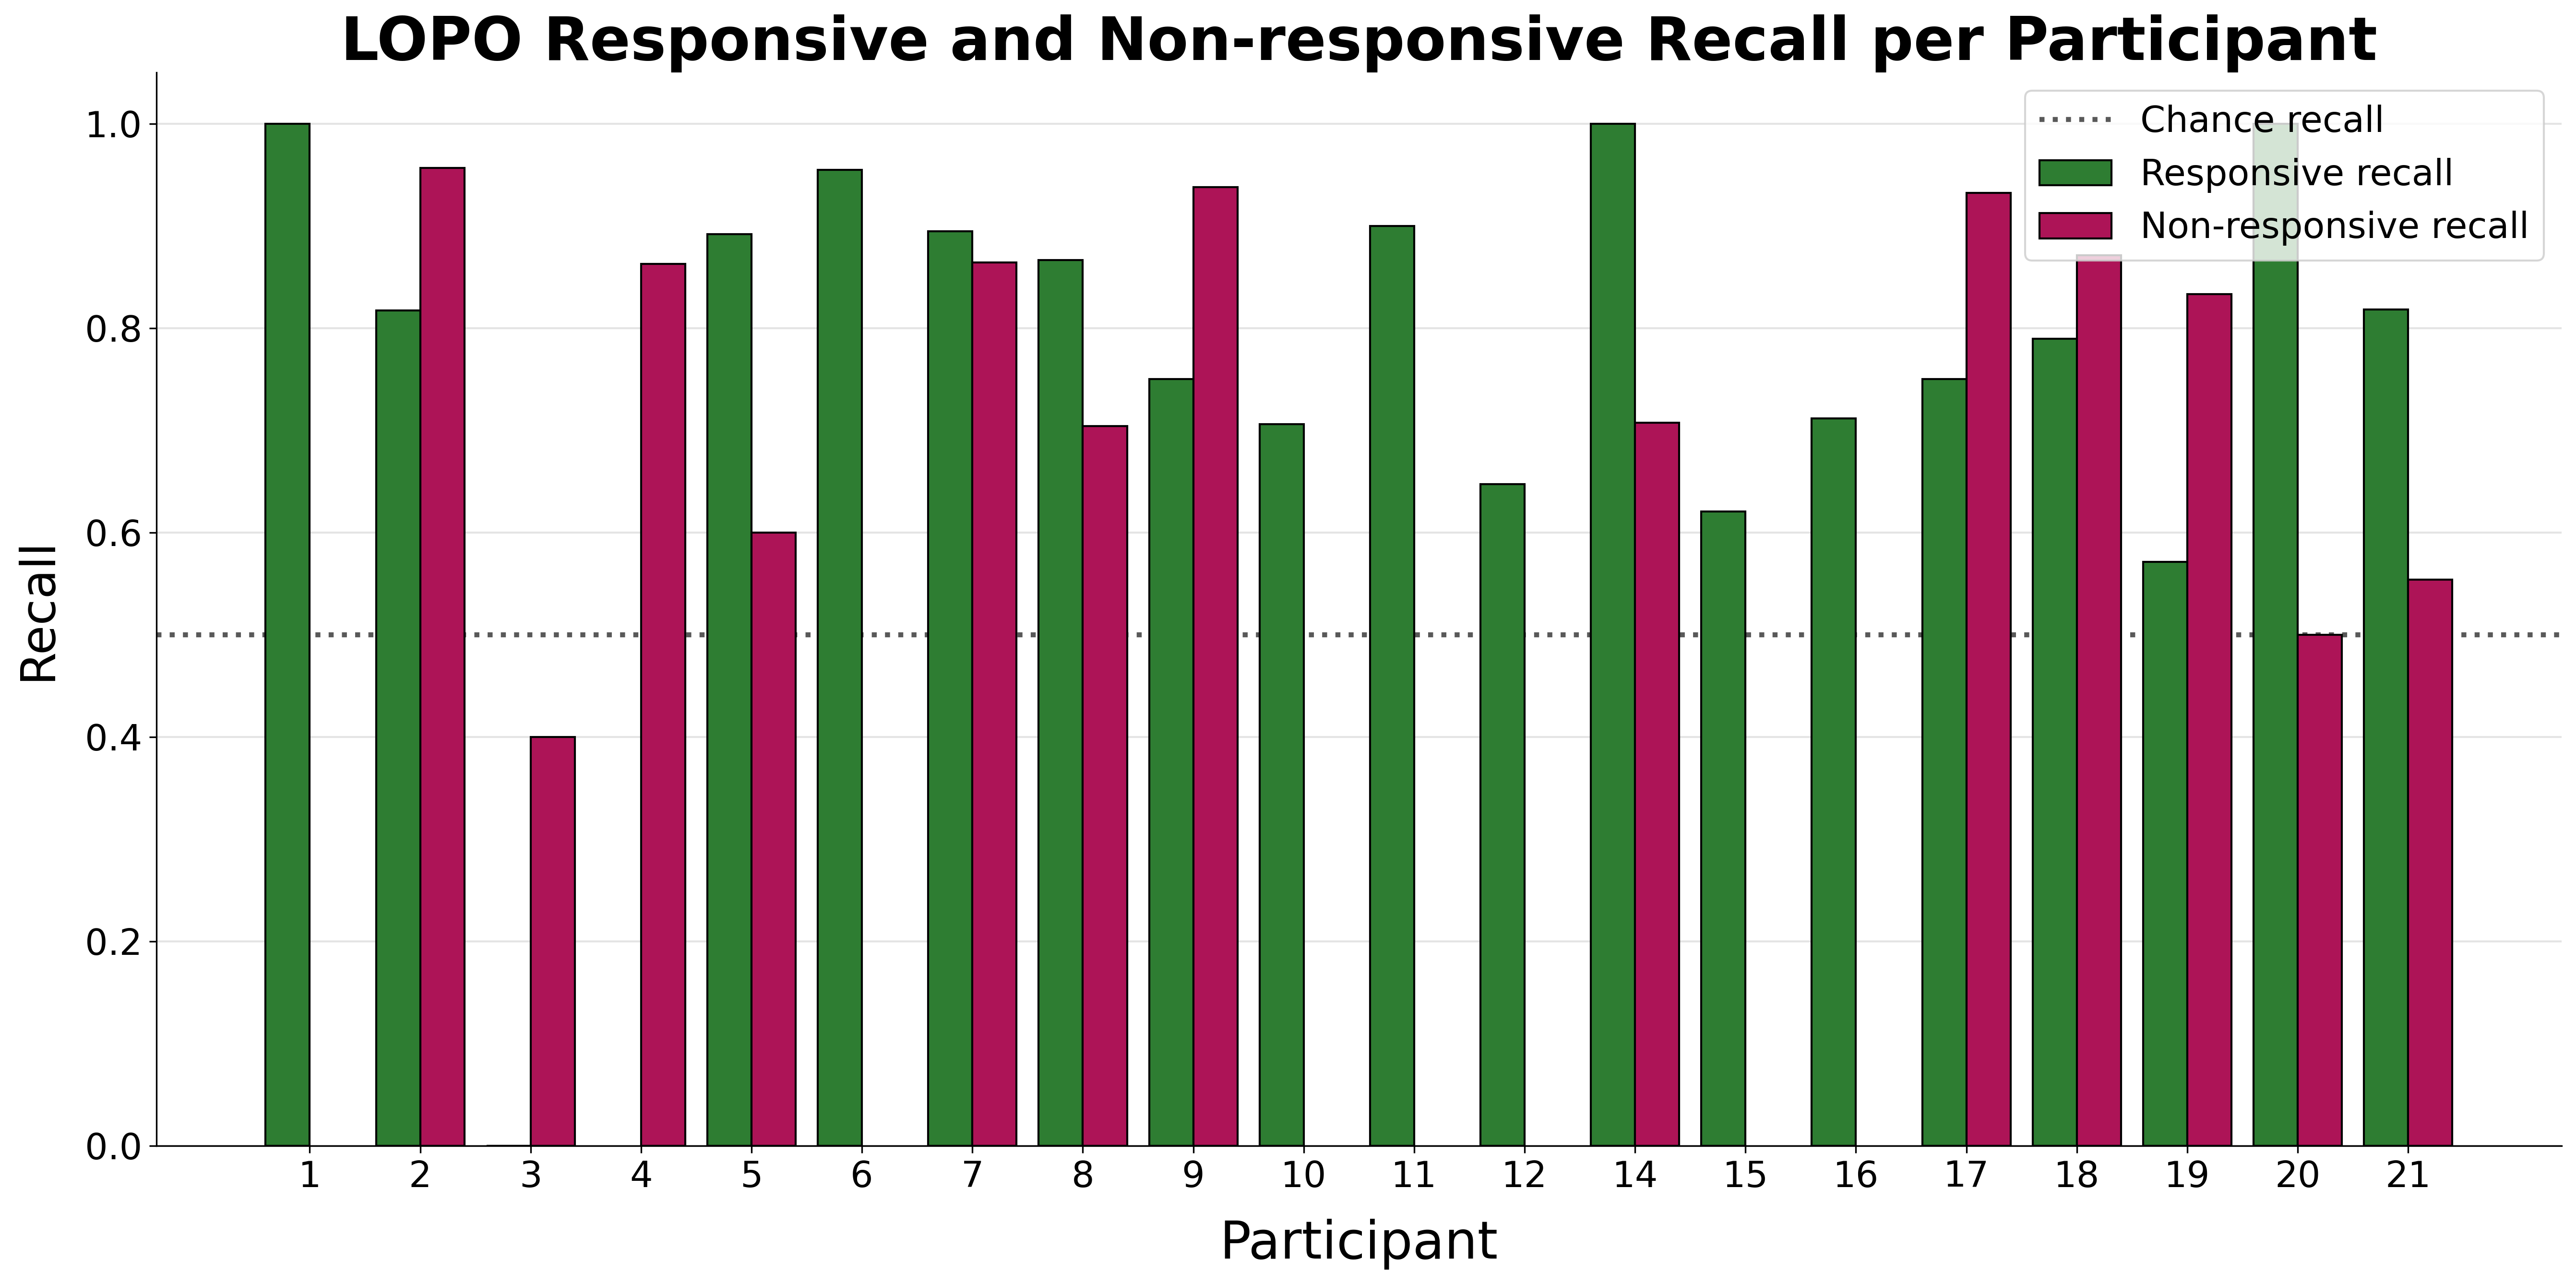 LOPO Responsive and Non-responsive Recall per Participant
Chance recall
Responsive recall
Non-responsive recall
1.0
0.8
0.6
0.4
0.2
0.0
Recall
1 2 3 4 5 6 7 8 9 10 11 12 14 15 16 17 18 19 20 21
Participant